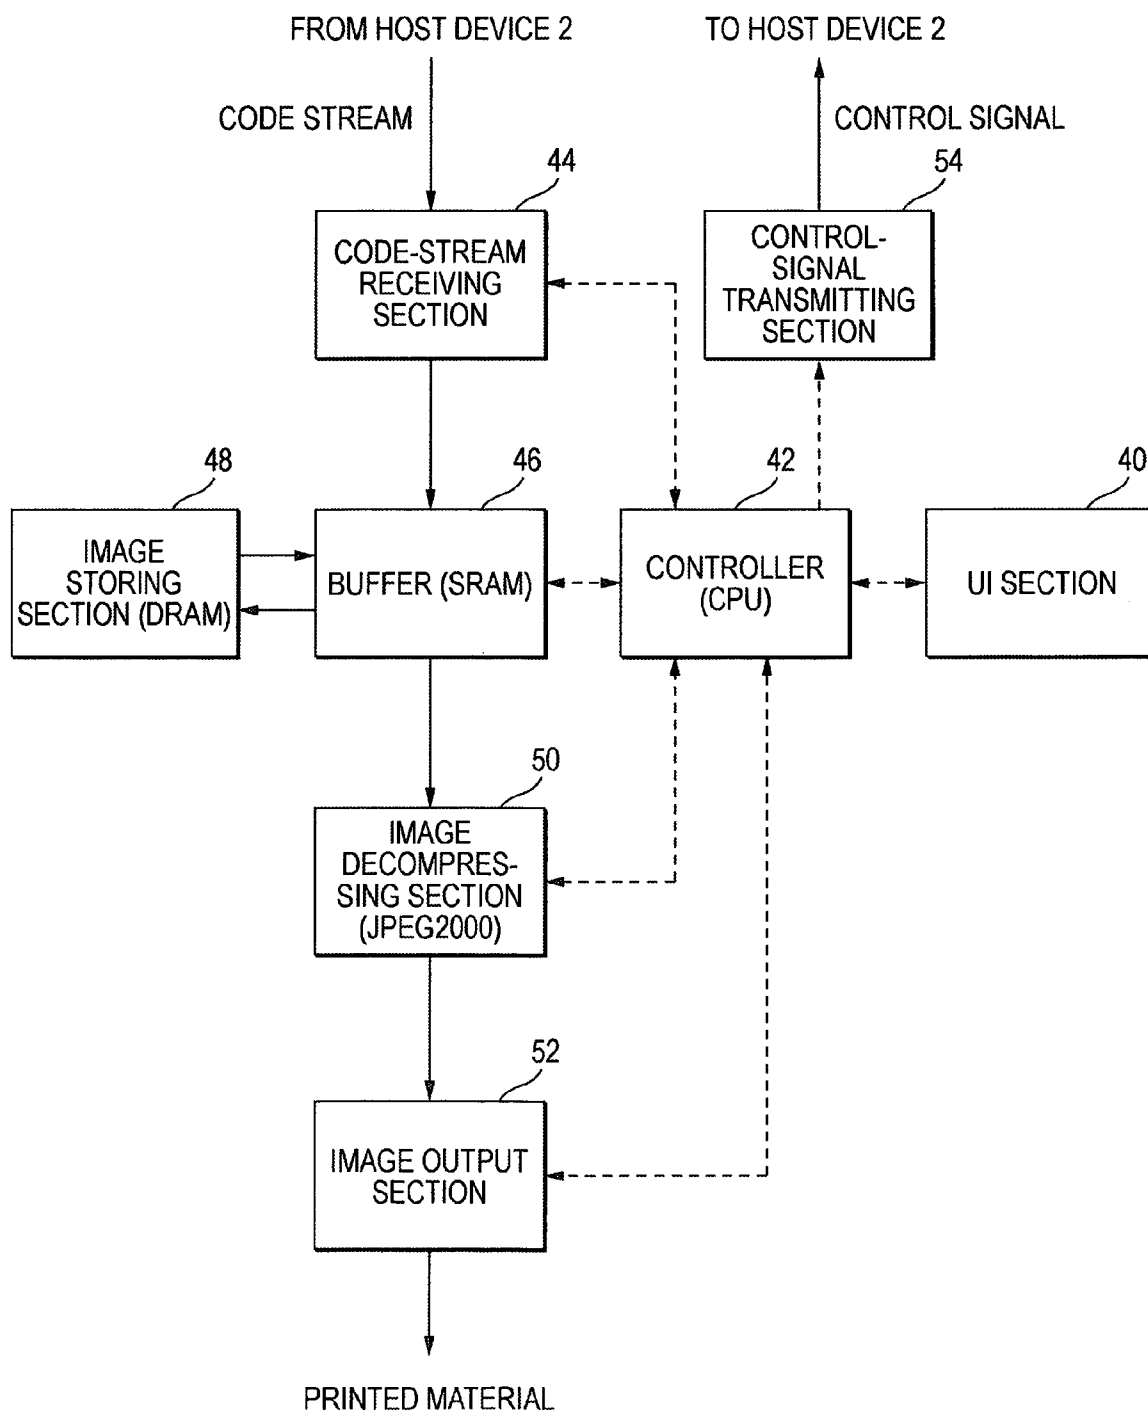 FROM HOST DEVICE 2
TO HOST DEVICE 2
CODE STREAM
CONTROL SIGNAL
44
54
CODE-STREAM
RECEIVING
SECTION
CONTROL-
SIGNAL
TRANSMITTING
SECTION
48
46
42
40
IMAGE
STORING
SECTION (DRAM)
BUFFER (SRAM)
CONTROLLER
(CPU)
UI SECTION
50
IMAGE
DECOMPRES-
SING SECTION
(JPEG2000)
52
IMAGE OUTPUT
SECTION
PRINTED MATERIAL